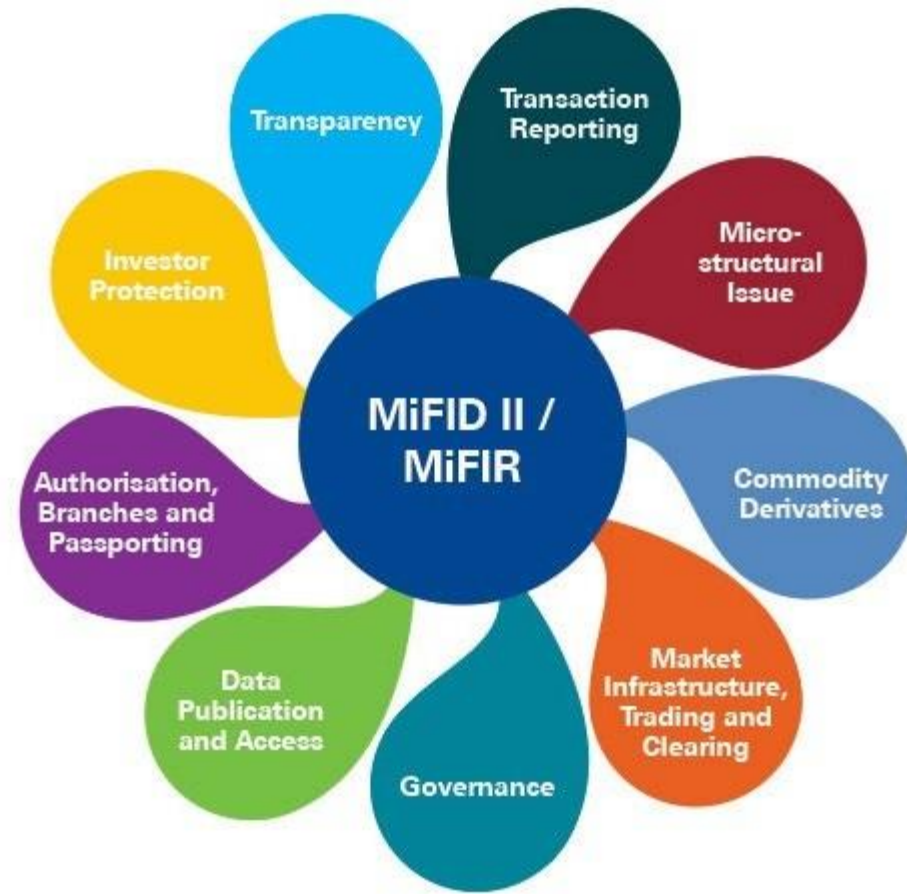 Transparency
Transaction
Reporting
Micro-
structural
Issue
Commodity
Derivatives
Market
Infrastructure,
Trading and
Clearing
Governance
Data
Publication
and Access
Authorisation,
Branches and
Passporting
Investor
Protection
MiFID II /
MiFIR